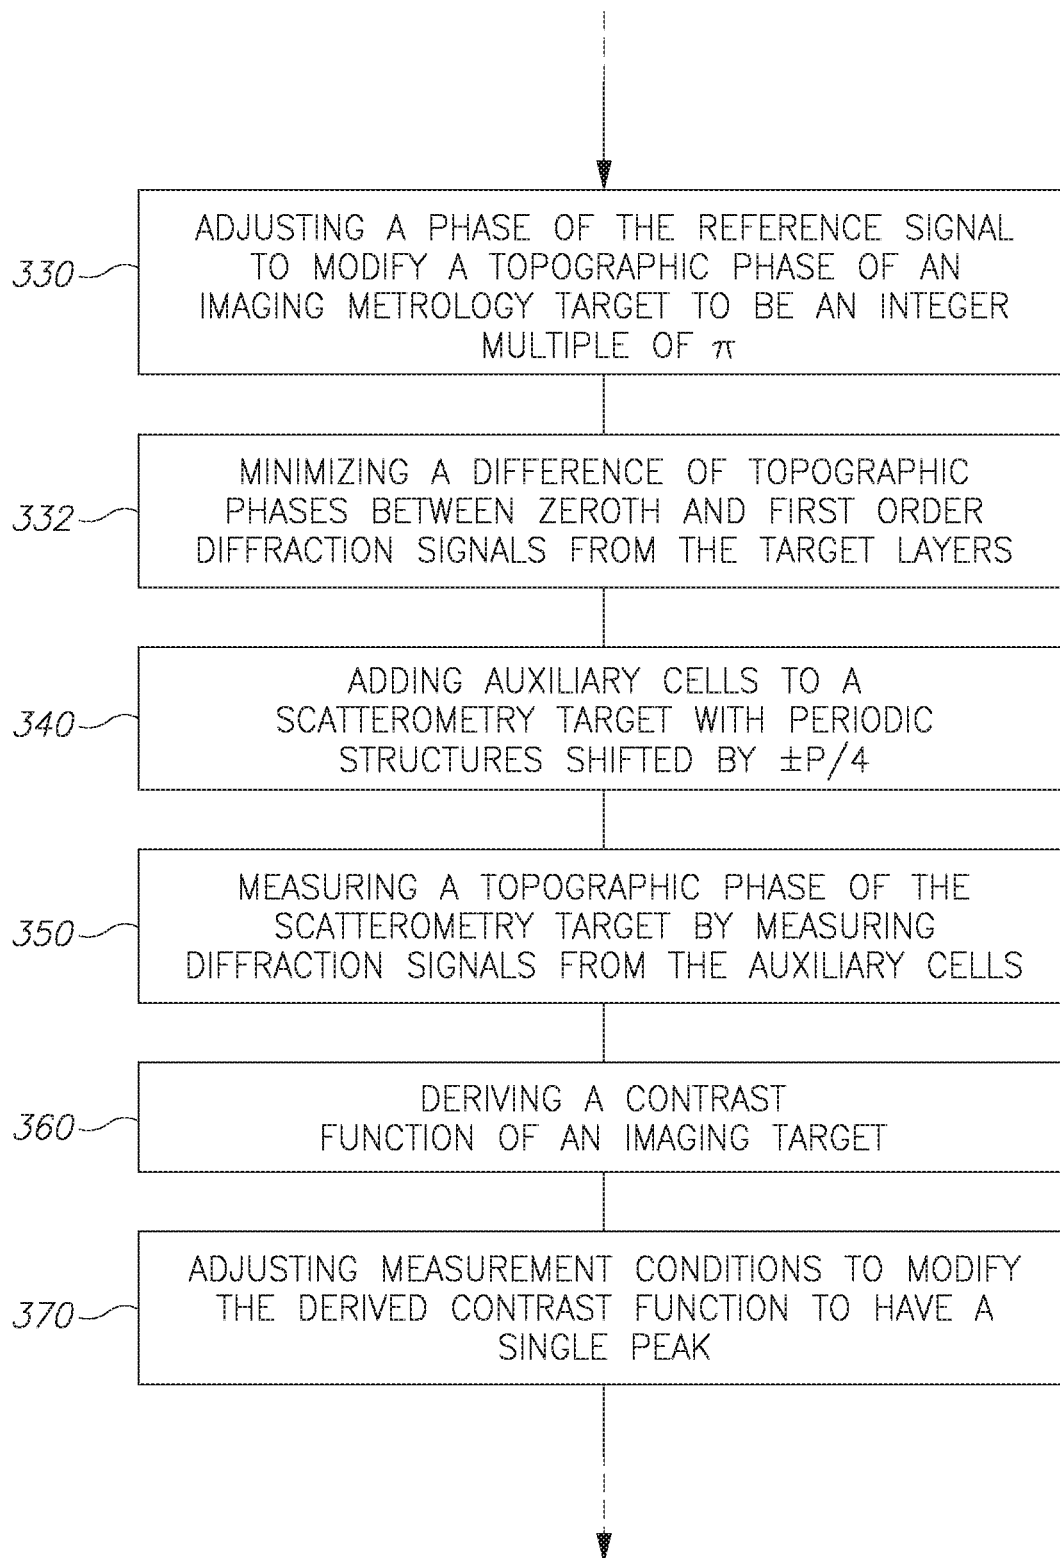 ADJUSTING A PHASE OF THE REFERENCE SIGNAL
330 TO MODIFY A TOPOGRAPHIC PHASE OF AN
IMAGING METROLOGY TARGET TO BE AN INTEGER
MULTIPLE OF π
MINIMIZING A DIFFERENCE OF TOPOGRAPHIC
332 PHASES BETWEEN ZEROTH AND FIRST ORDER
DIFFRACTION SIGNALS FROM THE TARGET LAYERS
ADDING AUXILIARY CELLS TO A
340 SCATTEROMETRY TARGET WITH PERIODIC
STRUCTURES SHIFTED BY ±P/4
MEASURING A TOPOGRAPHIC PHASE OF THE
350 SCATTEROMETRY TARGET BY MEASURING
DIFFRACTION SIGNALS FROM THE AUXILIARY CELLS
DERIVING A CONTRAST
360 FUNCTION OF AN IMAGING TARGET
ADJUSTING MEASUREMENT CONDITIONS TO MODIFY
370 THE DERIVED CONTRAST FUNCTION TO HAVE A
SINGLE PEAK